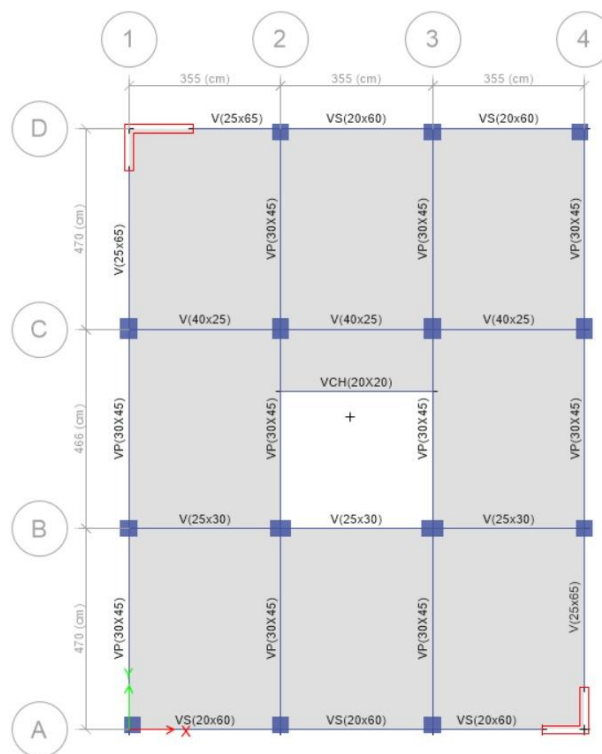 1 2 3 4
355 (cm) 355 (cm) 355 (cm)
D
V(25x65) VS(20x60) VS(20x60)
470 (cm)
V(25x65)
VP(30X45)
VP(30X45)
VP(30X45)
C
V(40x25) V(40x25) V(40x25)
VCH(20X20)
466 (cm)
VP(30X45)
VP(30X45)
VP(30X45)
VP(30X45)
B
V(25x30) V(25x30) V(25x30)
470 (cm)
VP(30X45)
VP(30X45)
VP(30X45)
V(25x65)
Y
A
VS(20x60) VS(20x60) VS(20x60)
X